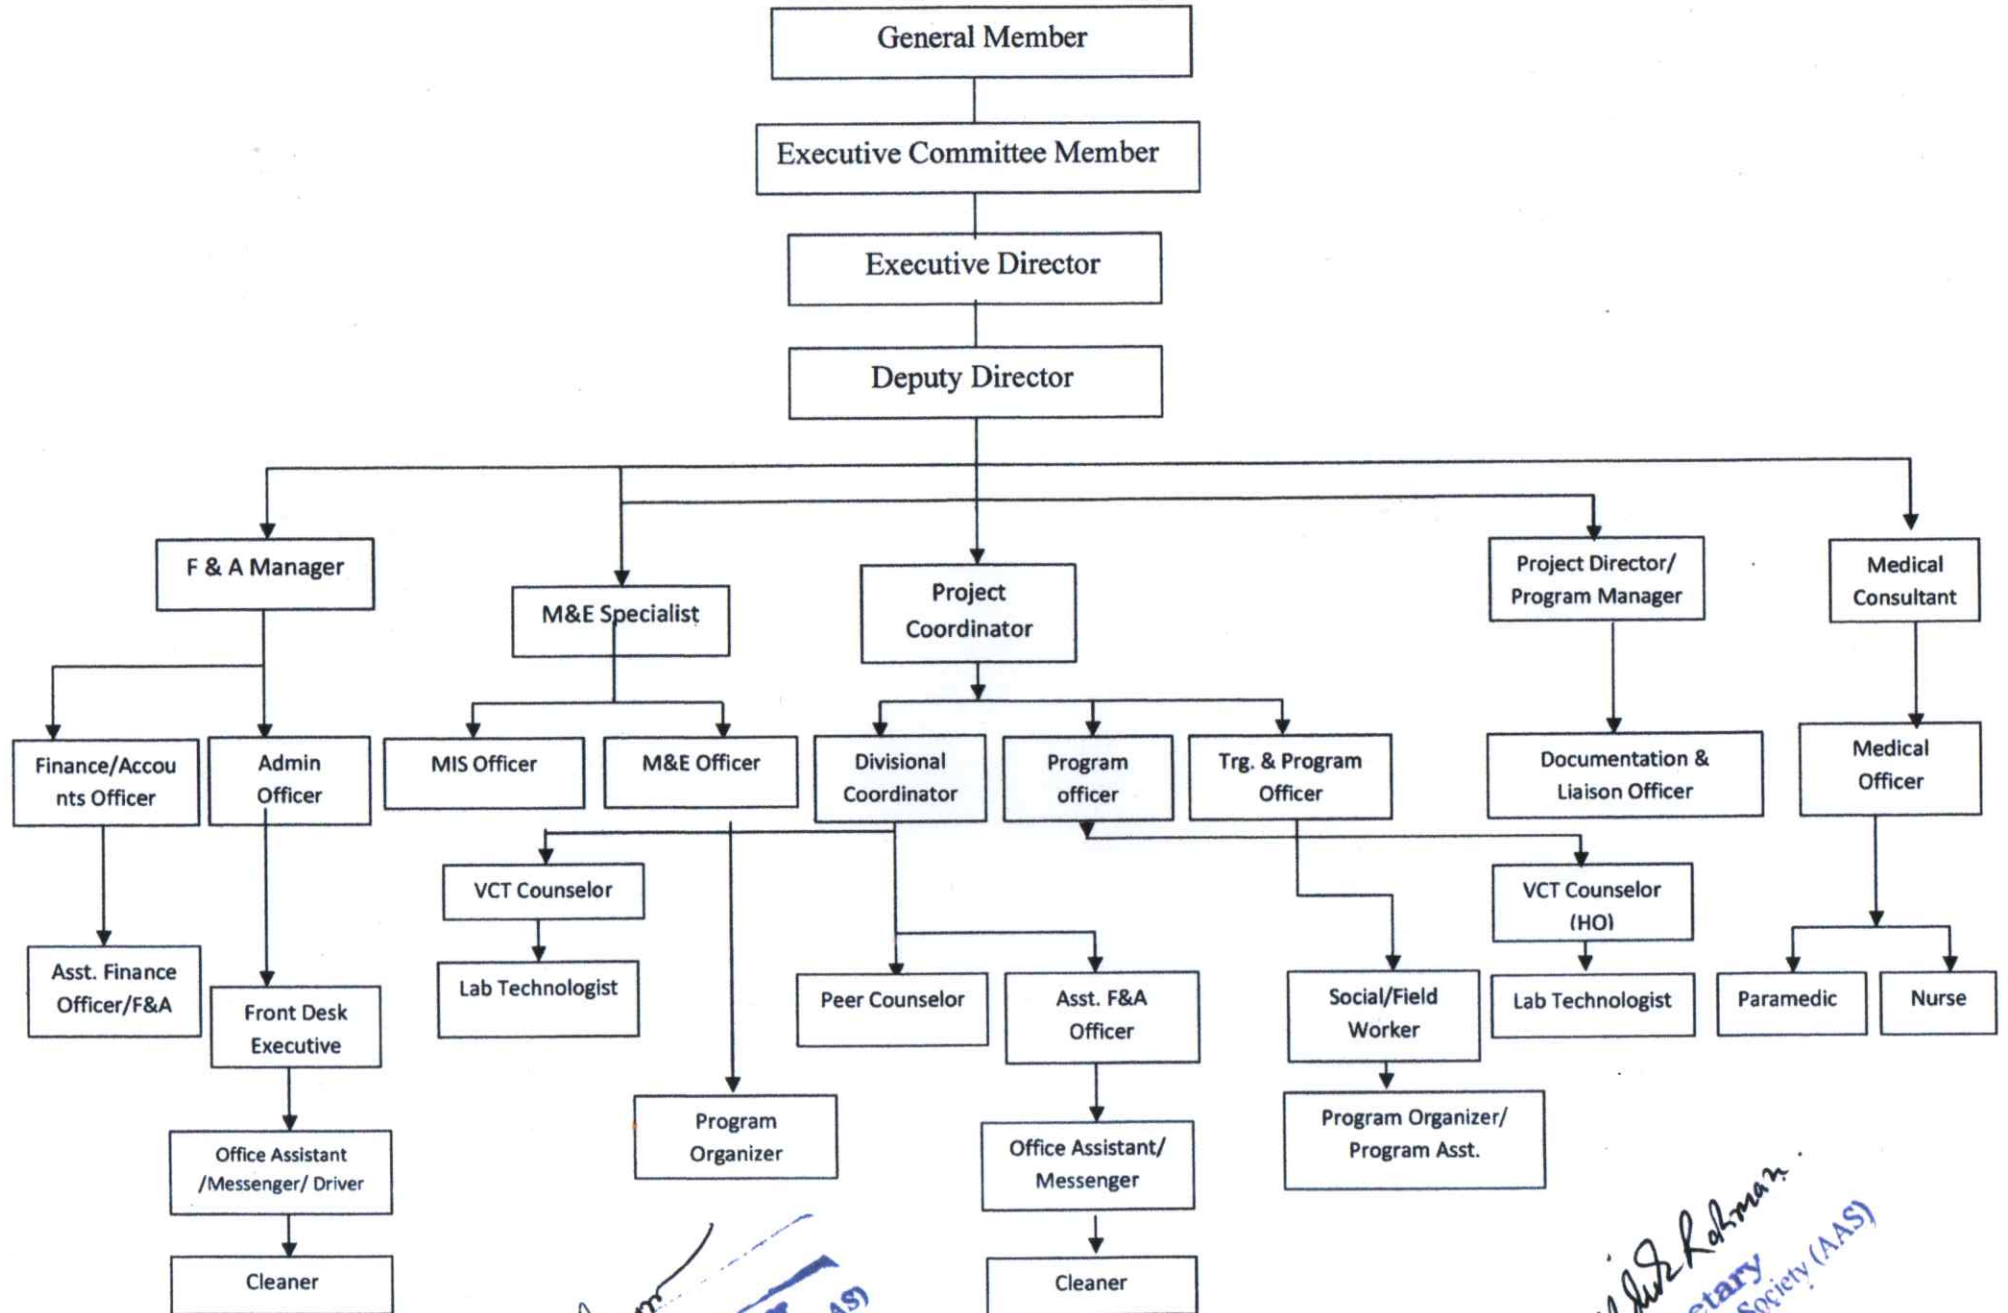 General Member
Executive Committee Member
Executive Director
Deputy Director
F & A Manager
M&E Specialist
Project
Coordinator
Project Director/
Program Manager
Medical
Consultant
Finance/Accou
nts Officer
Admin
Officer
MIS Officer
M&E Officer
Divisional
Coordinator
Program
officer
Trg. & Program
Officer
Documentation &
Liaison Officer
Medical
Officer
VCT Counselor
VCT Counselor
(HO)
Asst. Finance
Officer/F&A
Front Desk
Executive
Lab Technologist
Peer Counselor
Asst. F&A
Officer
Social/Field
Worker
Lab Technologist
Paramedic
Nurse
Office Assistant
/Messenger/ Driver
Program
Organizer
Office Assistant/
Messenger
Program Organizer/
Program Asst.
Cleaner
Cleaner
Rahman
Society (AAS)